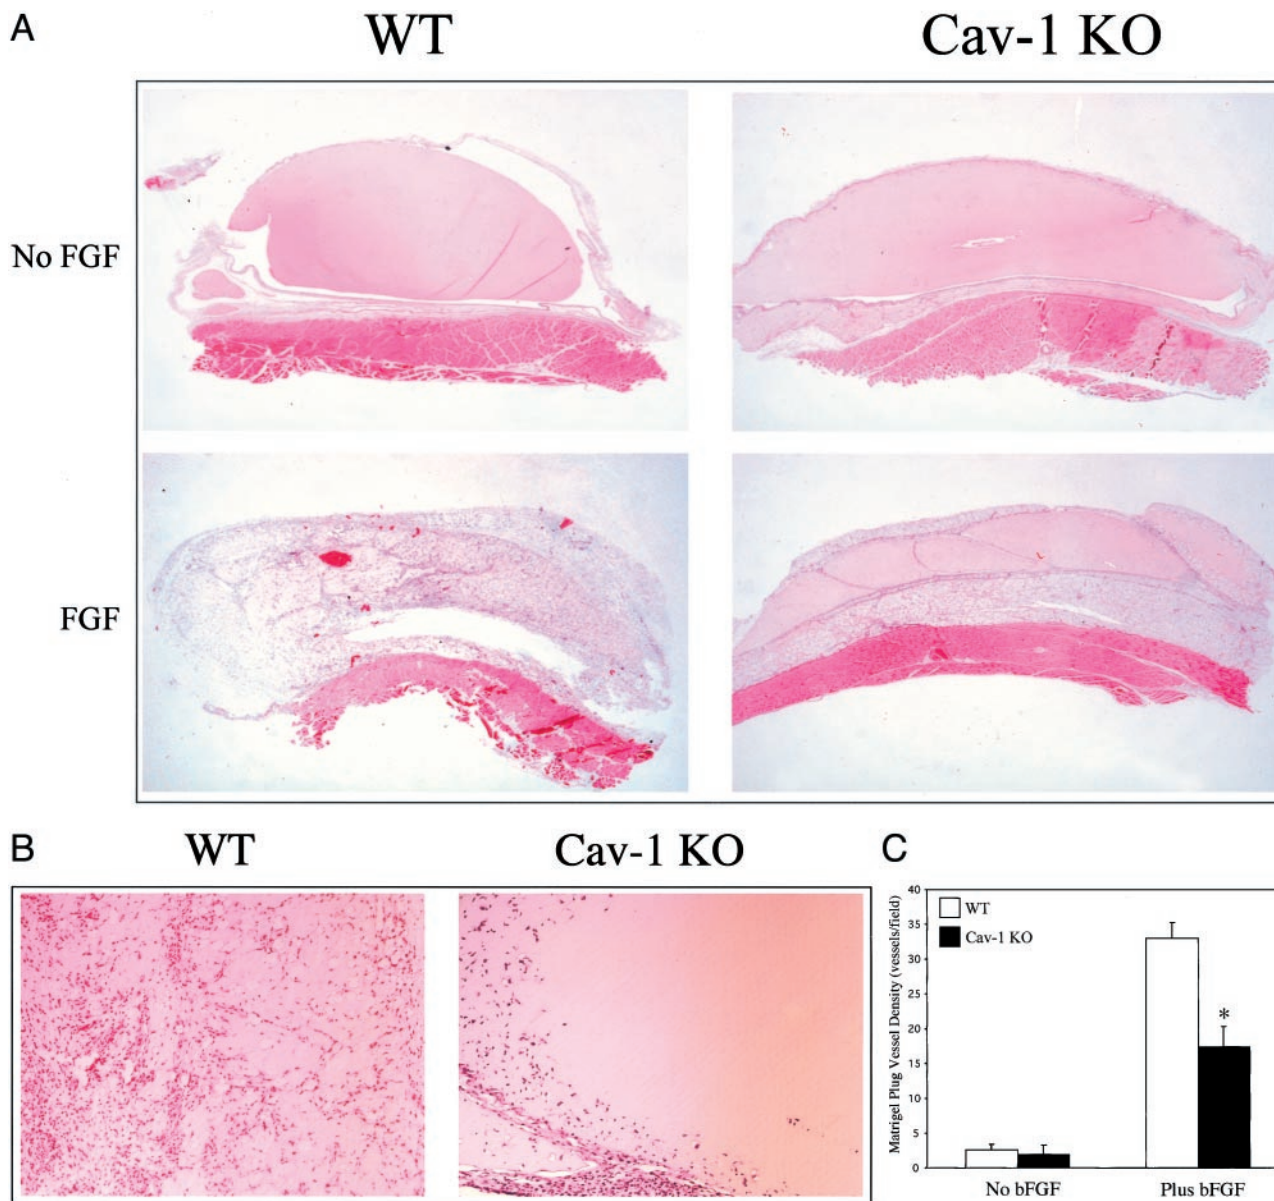 A
WT
Cav-1 KO
No FGF
FGF
B
WT
Cav-1 KO
C
Matrigel Plug Vessel Density (vessels/field)
40
35
30
25
20
15
10
5
0
WT
Cav-1 KO
*
No bFGF
Plus bFGF